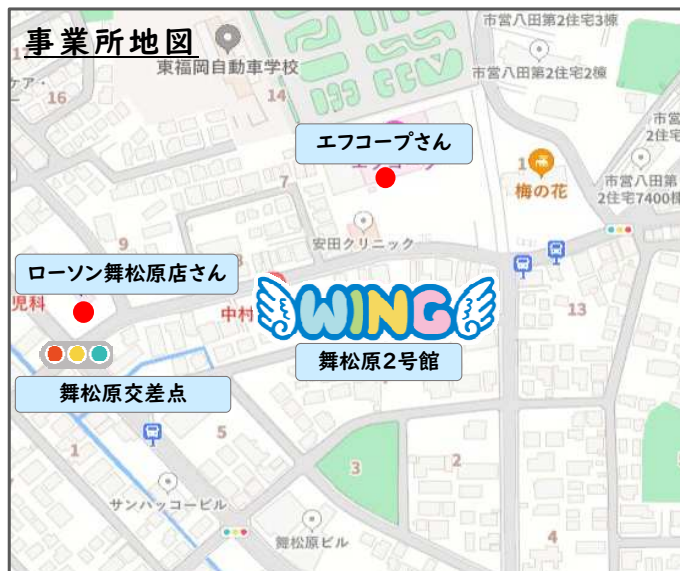 事業所地図
東福岡自動車学校
市営八田第2住宅3棟
市営八田第2住宅2棟
ケア・
16
14
エフコープさん
梅の花
市営八田第
2住宅7400棟
7
安田クリニック
9
ローソン舞松原店さん
児科
中村
WING
13
舞松原2号館
舞松原交差点
5
1
3
2
サンハッコービル
舞松原ビル
4